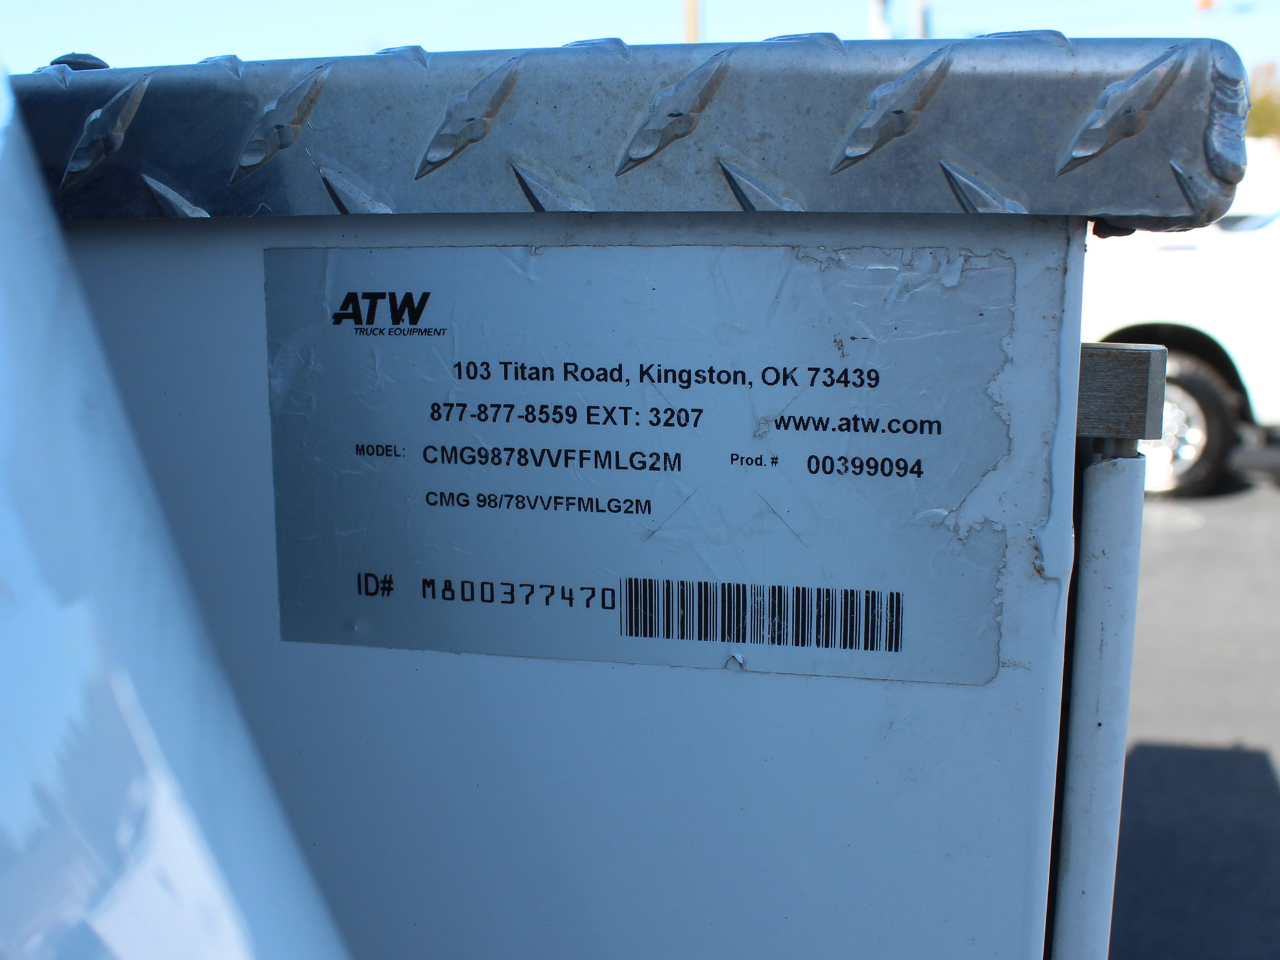 ATW
TRUCK EQUIPMENT
103 Titan Road, Kingston, OK 73439
877-877-8559 EXT: 3207 www.atw.com
MODEL: CMG9878VVFFMLG2M Prod. # 00399094
CMG 98/78VVFFMLG2M
ID# M800377470